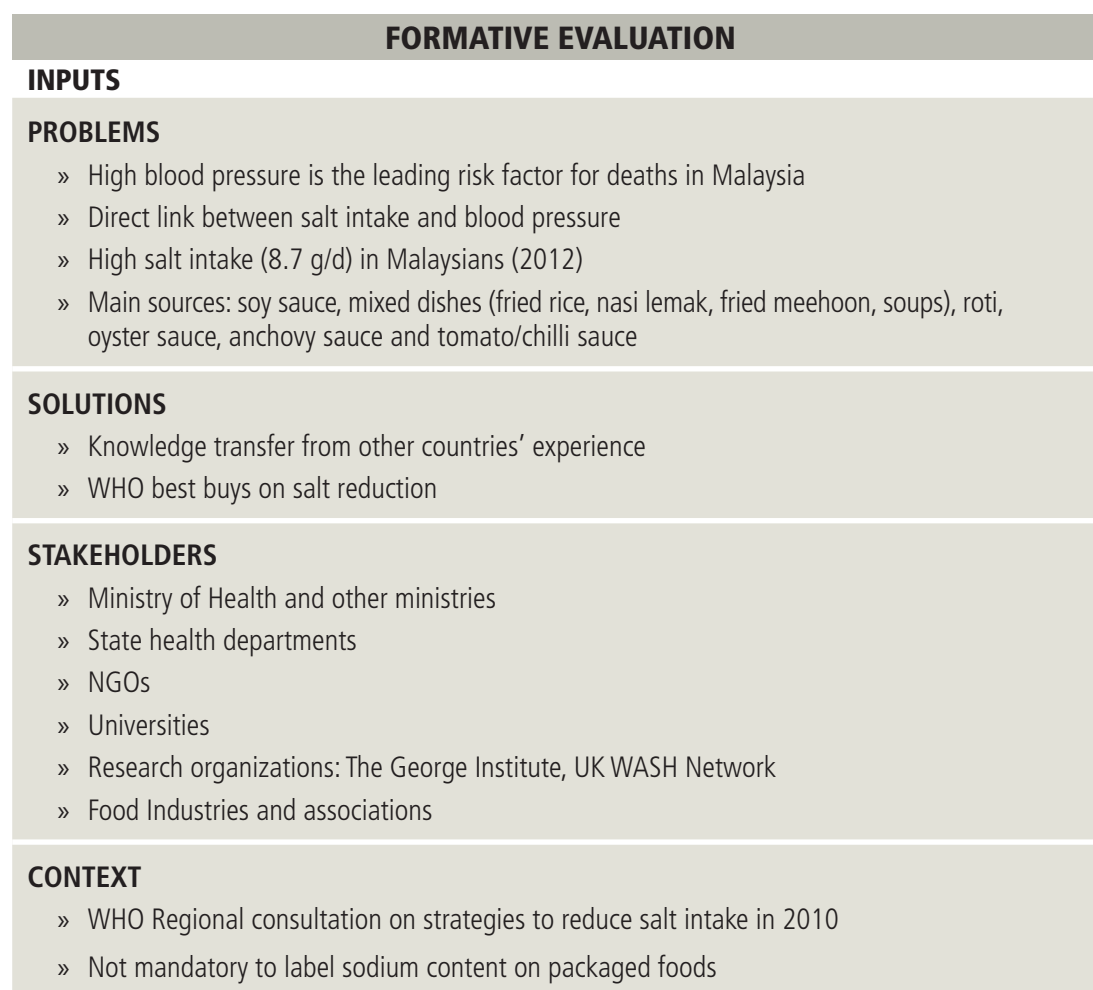 FORMATIVE EVALUATION
INPUTS
PROBLEMS
» High blood pressure is the leading risk factor for deaths in Malaysia
» Direct link between salt intake and blood pressure
» High salt intake (8.7 g/d) in Malaysians (2012)
» Main sources: soy sauce, mixed dishes (fried rice, nasi lemak, fried meehoon, soups), roti,
oyster sauce, anchovy sauce and tomato/chilli sauce
SOLUTIONS
» Knowledge transfer from other countries’ experience
» WHO best buys on salt reduction
STAKEHOLDERS
» Ministry of Health and other ministries
» State health departments
» NGOs
» Universities
» Research organizations: The George Institute, UK WASH Network
» Food Industries and associations
CONTEXT
» WHO Regional consultation on strategies to reduce salt intake in 2010
» Not mandatory to label sodium content on packaged foods